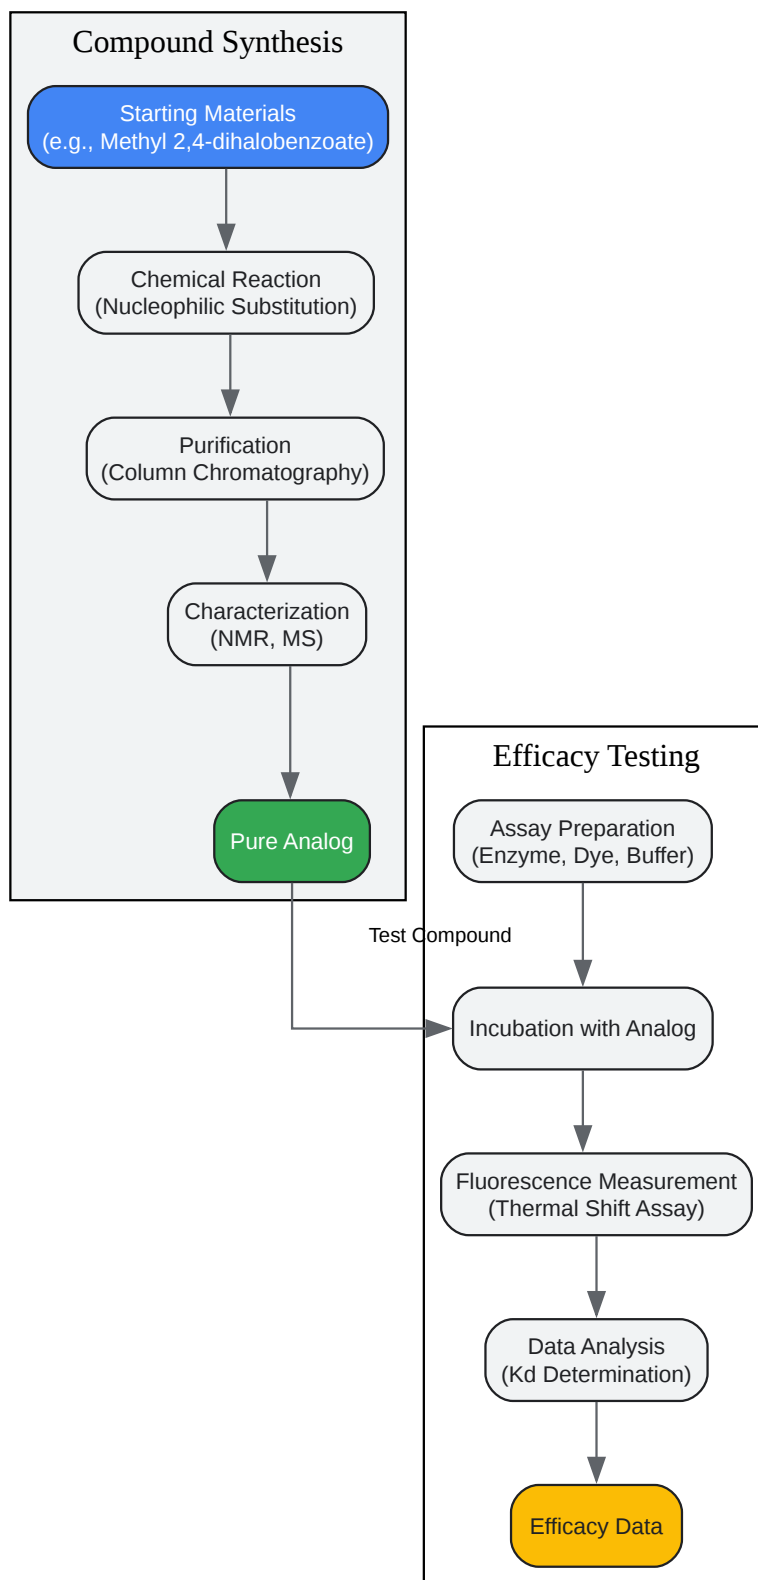 Compound Synthesis
Starting Materials
(e.g., Methyl 2,4-dihalobenzoate)
Chemical Reaction
(Nucleophilic Substitution)
Purification
(Column Chromatography)
Characterization
(NMR, MS)
Pure Analog
Test Compound
Efficacy Testing
Assay Preparation
(Enzyme, Dye, Buffer)
Incubation with Analog
Fluorescence Measurement
(Thermal Shift Assay)
Data Analysis
(Kd Determination)
Efficacy Data